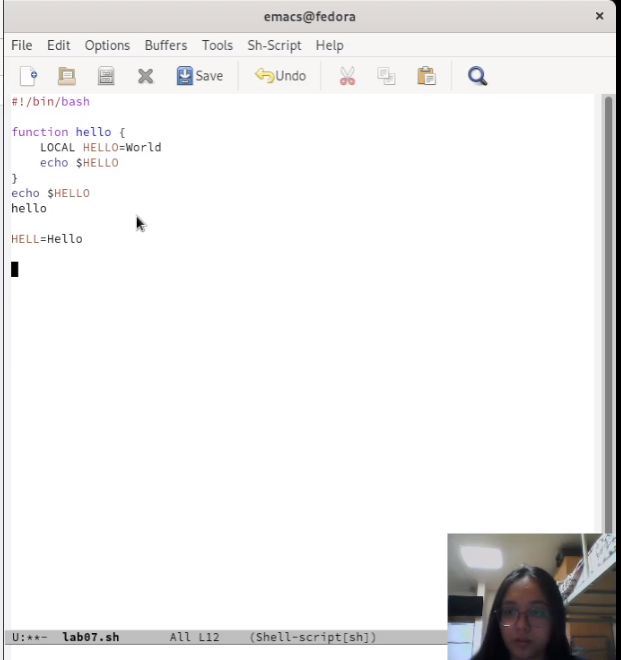 emacs@fedora ×
File Edit Options Buffers Tools Sh-Script Help
Save Undo
#!/bin/bash
function hello {
    LOCAL HELLO=World
    echo $HELLO
}
echo $HELLO
hello
HELL=Hello
U:**- lab07.sh All L12 (Shell-script[sh])